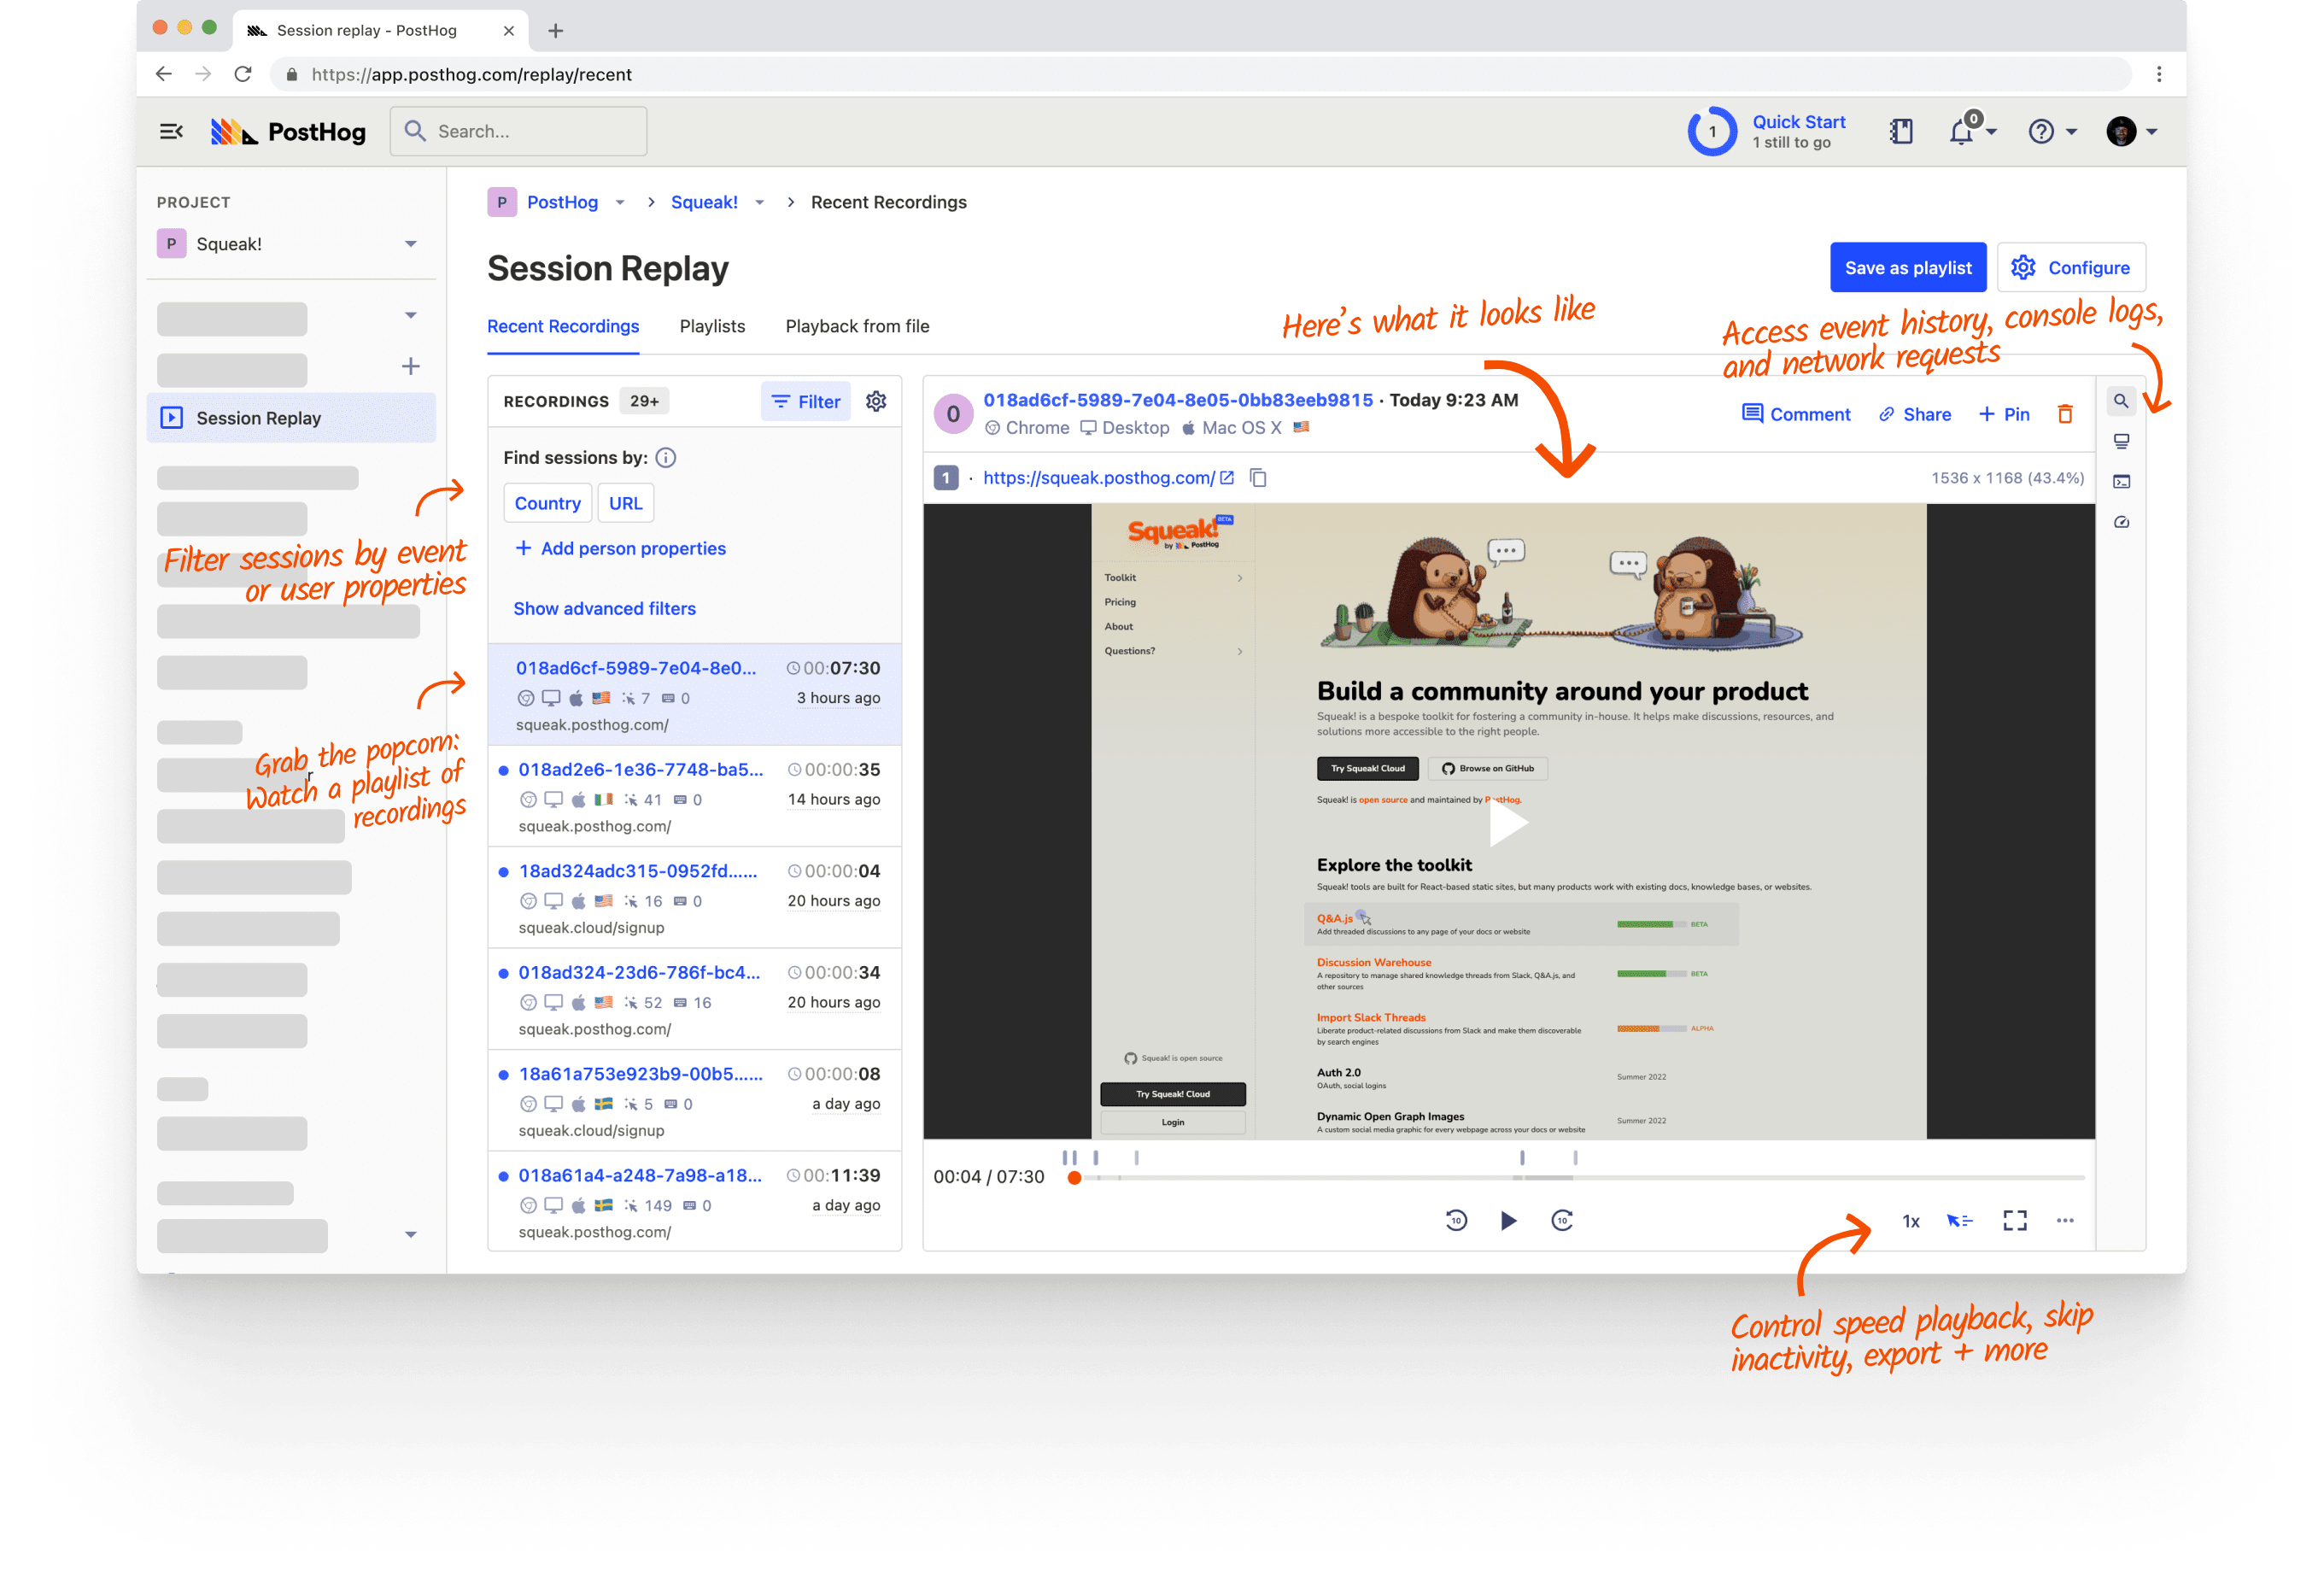 Session replay - PostHog
https://app.posthog.com/replay/recent
PostHog
Search...
1
Quick Start
1 still to go
0
PROJECT
P Squeak!
Session Replay
P PostHog > Squeak! > Recent Recordings
Session Replay
Save as playlist
Configure
Recent Recordings
Playlists
Playback from file
Here's what it looks like
Access event history, console logs,
and network requests
Filter sessions by event
or user properties
Grab the popcorn:
Watch a playlist of
recordings
RECORDINGS 29+
Filter
Find sessions by:
Country URL
+ Add person properties
Show advanced filters
018ad6cf-5989-7e04-8e0... 00:07:30
7 0 3 hours ago
squeak.posthog.com/
018ad2e6-1e36-7748-ba5... 00:00:35
41 0 14 hours ago
squeak.posthog.com/
18ad324adc315-0952fd...... 00:00:04
16 0 20 hours ago
squeak.cloud/signup
018ad324-23d6-786f-bc4... 00:00:34
52 16 20 hours ago
squeak.posthog.com/
18a61a753e923b9-00b5...... 00:00:08
5 0 a day ago
squeak.cloud/signup
018a61a4-a248-7a98-a18... 00:11:39
149 0 a day ago
squeak.posthog.com/
0
018ad6cf-5989-7e04-8e05-0bb83eeb9815 · Today 9:23 AM
Chrome Desktop Mac OS X
Comment
Share
+ Pin
1 · https://squeak.posthog.com/
1536 x 1168 (43.4%)
Squeak! BETA
by PostHog
Toolkit
Pricing
About
Questions?
Build a community around your product
Squeak! is a bespoke toolkit for fostering a community in-house. It helps make discussions, resources, and
solutions more accessible to the right people.
Try Squeak! Cloud
Browse on GitHub
Squeak! is open source and maintained by PostHog.
Explore the toolkit
Squeak! tools are built for React-based static sites, but many products work with existing docs, knowledge bases, or websites.
Q&A.js
Add threaded discussions to any page of your docs or website
BETA
Discussion Warehouse
A repository to manage shared knowledge threads from Slack, Q&A.js, and
other sources
BETA
Import Slack Threads
Liberate product-related discussions from Slack and make them discoverable
by search engines
ALPHA
Auth 2.0
OAuth, social logins
Summer 2022
Dynamic Open Graph Images
A custom social media graphic for every webpage across your docs or website
Summer 2022
Squeak! is open source
Try Squeak! Cloud
Login
00:04 / 07:30
10
10
1x
Control speed playback, skip
inactivity, export + more